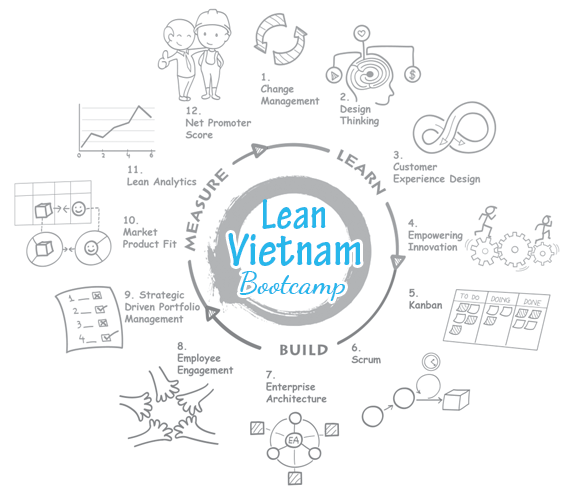 1.
Change
Management
2.
Design
Thinking
$
3.
Customer
Experience Design
4.
Empowering
Innovation
5.
Kanban
TO DO DOING DONE
6.
Scrum
7.
Enterprise
Architecture
EA
8.
Employee
Engagement
9. Strategic
Driven Portfolio
Management
1
2
3
4
10.
Market
Product Fit
11.
Lean Analytics
0 2 4 6
12.
Net Promoter
Score
LEARN
BUILD
MEASURE
Lean
Vietnam
Bootcamp